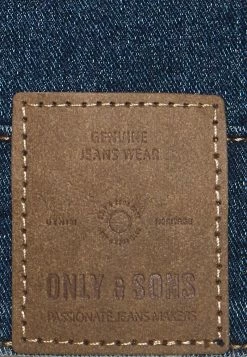 GENUINE
JEANS WEAR
DENIM
ONLY & SONS
PASSIONATE JEANS MAKERS